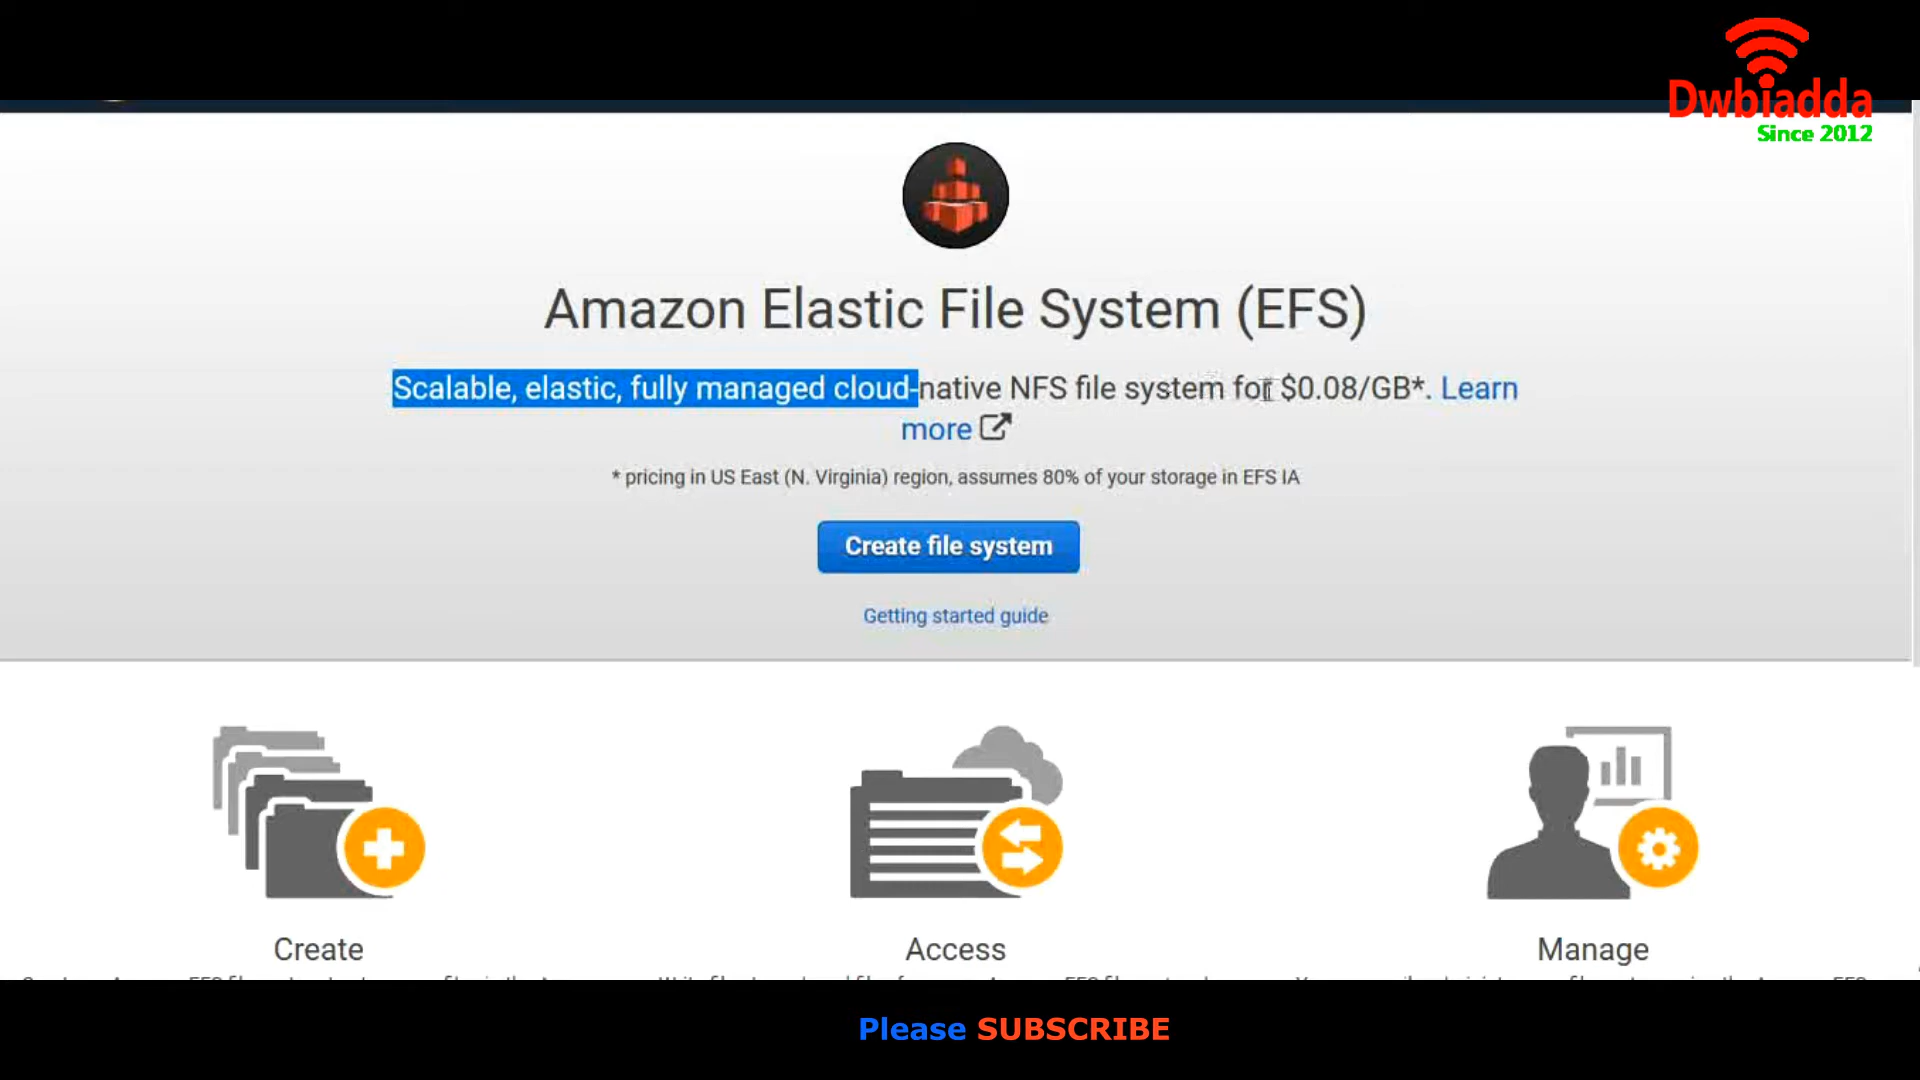 Dwbiadda
Since 2012
Amazon Elastic File System (EFS)
Scalable, elastic, fully managed cloud-native NFS file system for $0.08/GB*. Learn
more
* pricing in US East (N. Virginia) region, assumes 80% of your storage in EFS IA
Create file system
Getting started guide
Create
Access
Manage
Please SUBSCRIBE